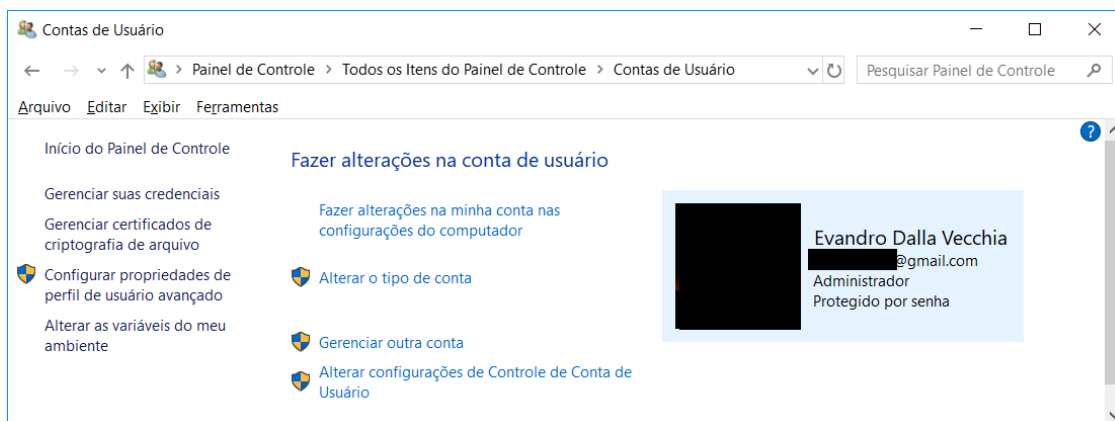 Contas de Usuário
Painel de Controle > Todos os Itens do Painel de Controle > Contas de Usuário
Pesquisar Painel de Controle
Arquivo Editar Exibir Ferramentas
Início do Painel de Controle
Gerenciar suas credenciais
Gerenciar certificados de
criptografia de arquivo
Configurar propriedades de
perfil de usuário avançado
Alterar as variáveis do meu
ambiente
Fazer alterações na conta de usuário
Fazer alterações na minha conta nas
configurações do computador
Alterar o tipo de conta
Gerenciar outra conta
Alterar configurações de Controle de Conta de
Usuário
Evandro Dalla Vecchia
@gmail.com
Administrador
Protegido por senha